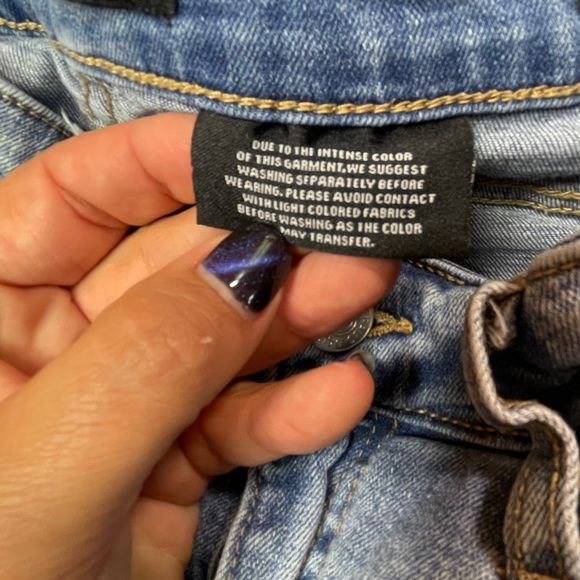 DUE TO THE INTENSE COLOR
OF THIS GARMENT.WE SUGGEST
WASHING SEPARATELY BEFORE
WEARING. PLEASE AVOID CONTACT
WITH LIGHT COLORED FABRICS
BEFORE WASHING AS THE COLOR
MAY TRANSFER.